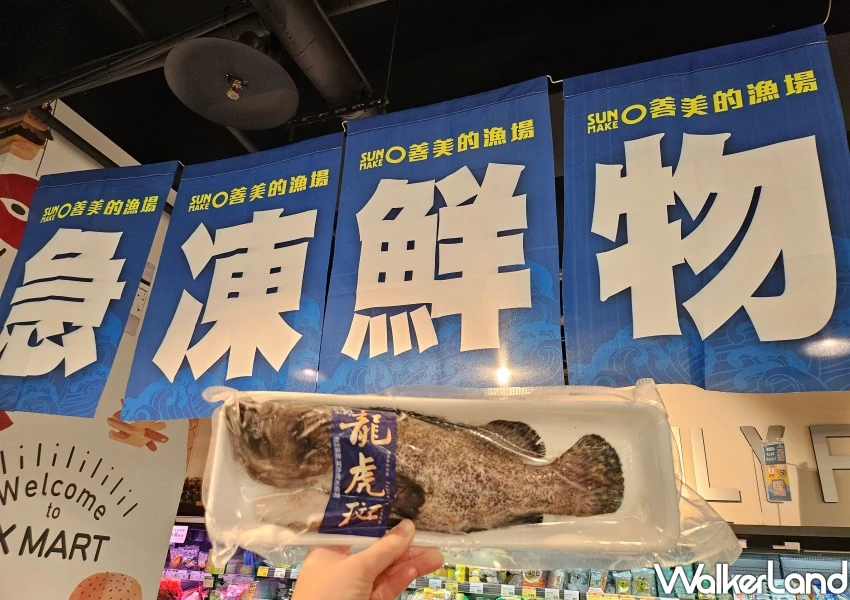 SUN MAKE 善美的漁場
急
SUN MAKE 善美的漁場
凍
SUN MAKE 善美的漁場
鮮
SUN MAKE 善美的漁場
物
龍虎斑
Welcome
to
X MART
LY F
WalkerLand